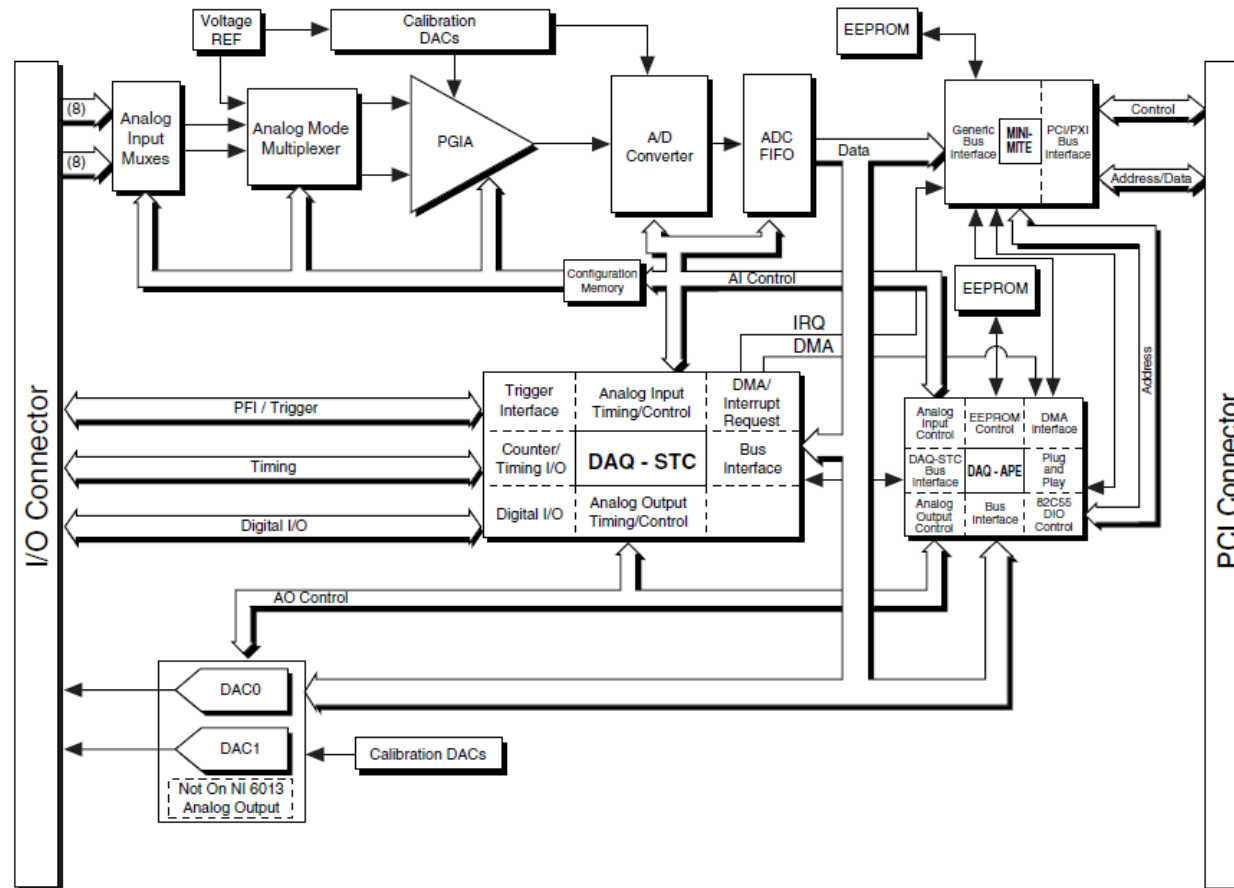 Voltage
REF
Calibration
DACs
EEPROM
(8)
(8)
Analog
Input
Muxes
Analog Mode
Multiplexer
PGIA
A/D
Converter
ADC
FIFO
Data
Generic
Bus
Interface
MINI-
MITE
PCI/PXI
Bus
Interface
Control
Address/Data
Configuration
Memory
AI Control
EEPROM
IRQ
DMA
Address
I/O Connector
PCI Connector
PFI / Trigger
Timing
Digital I/O
Trigger
Interface
Analog Input
Timing/Control
DMA/
Interrupt
Request
Counter/
Timing I/O
DAQ - STC
Bus
Interface
Digital I/O
Analog Output
Timing/Control
Analog
Input
Control
EEPROM
Control
DMA
Interface
DAQ-STC
Bus
Interface
DAQ - APE
Plug
and
Play
Analog
Output
Control
Bus
Interface
82C55
DIO
Control
AO Control
DAC0
DAC1
Not On NI 6013
Analog Output
Calibration DACs